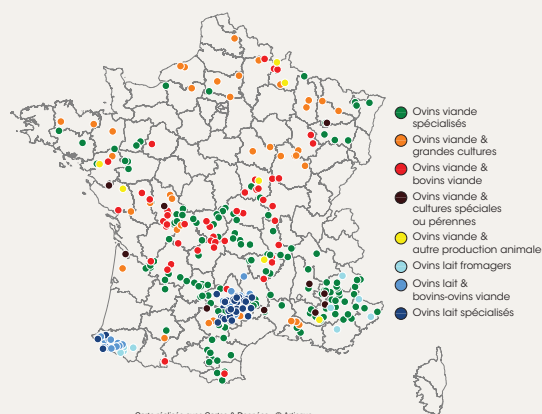 Ovins viande
spécialisés
Ovins viande &
grandes cultures
Ovins viande &
bovins viande
Ovins viande &
cultures spéciales
ou pérennes
Ovins viande &
autre production animale
Ovins lait fromagers
Ovins lait &
bovins-ovins viande
Ovins lait spécialisés